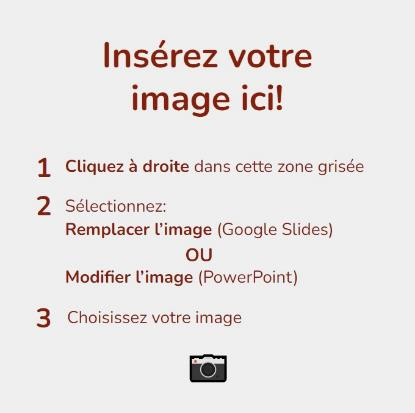 Insérez votre
image ici!
1 Cliquez à droite dans cette zone grisée
2 Sélectionnez:
Remplacer l’image (Google Slides)
OU
Modifier l’image (PowerPoint)
3 Choisissez votre image